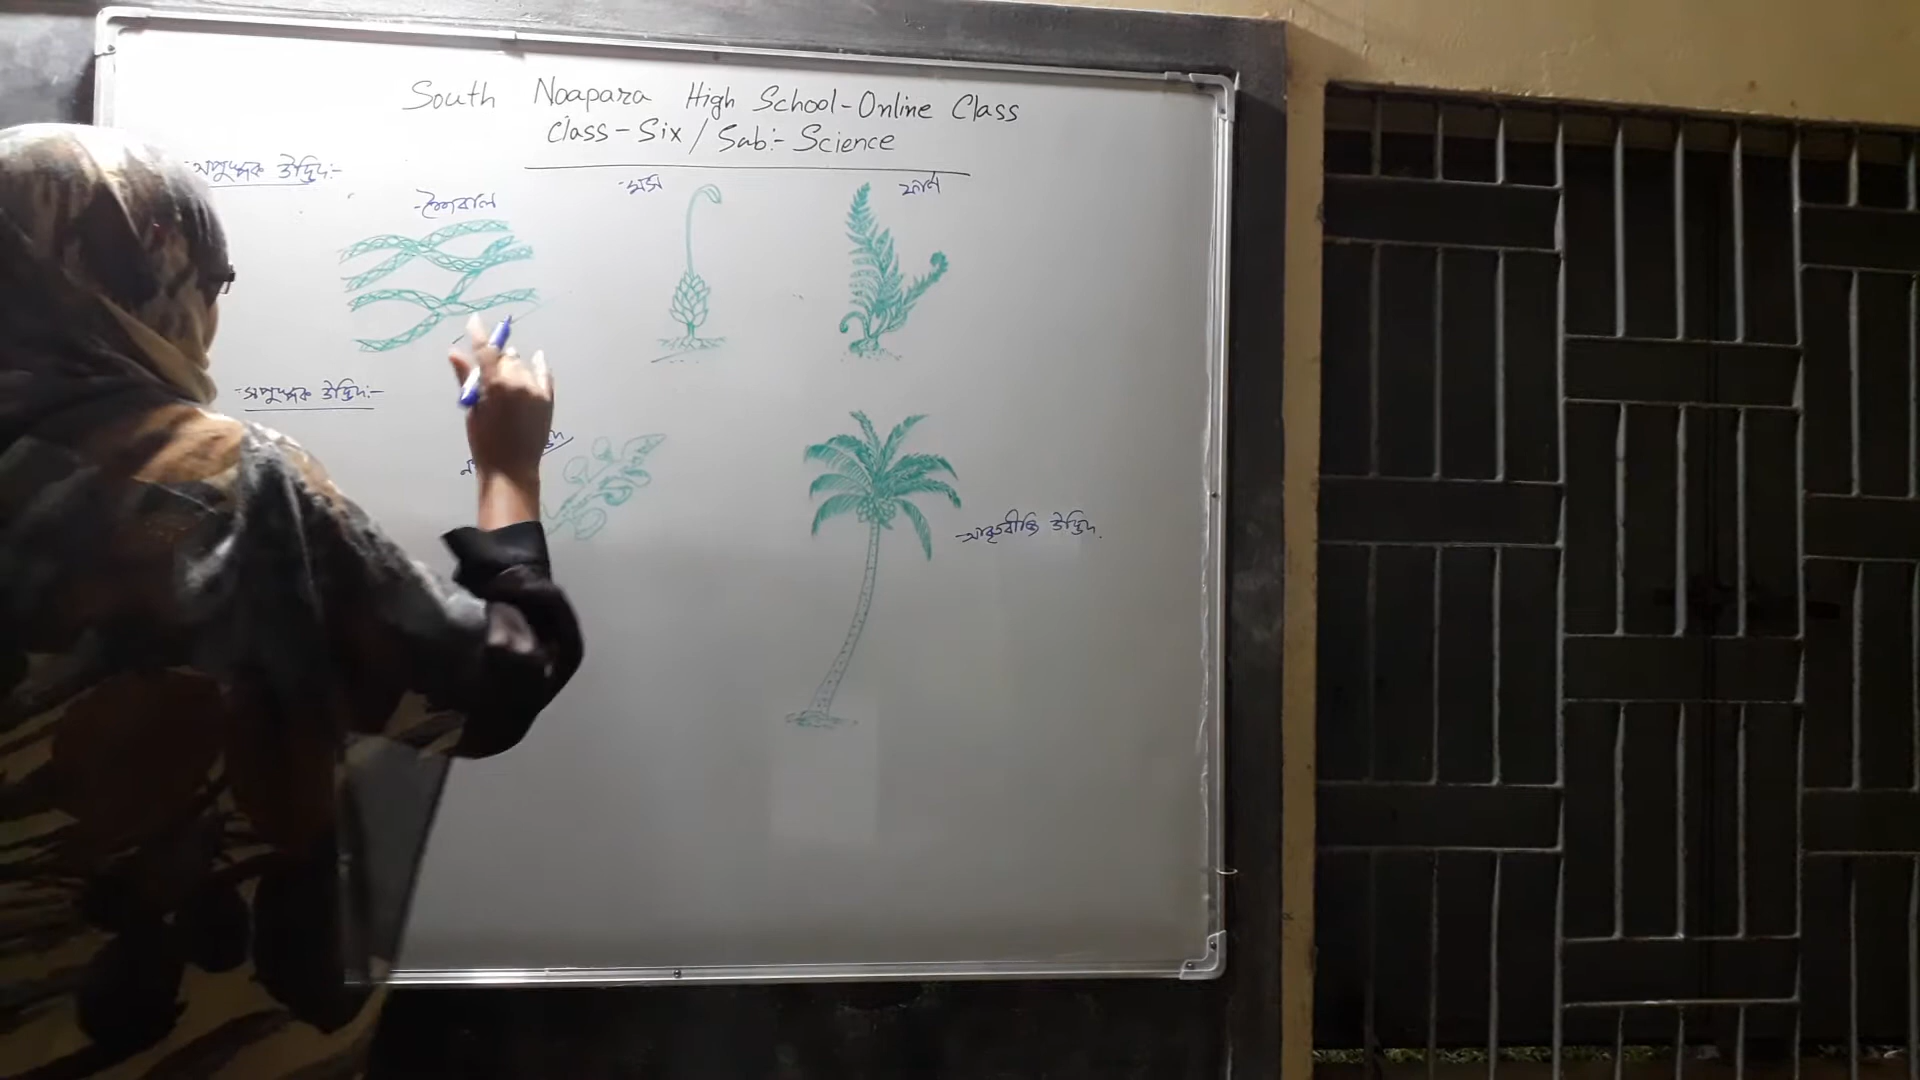 South Noapara High School-Online Class
Class-Six / Sab:- Science
-অপুষ্পক উদ্ভিদ:-
-শৈবাল
-মস
ফার্ণ
-সপুষ্পক উদ্ভিদ:-
-আবৃতবীজি উদ্ভিদ.